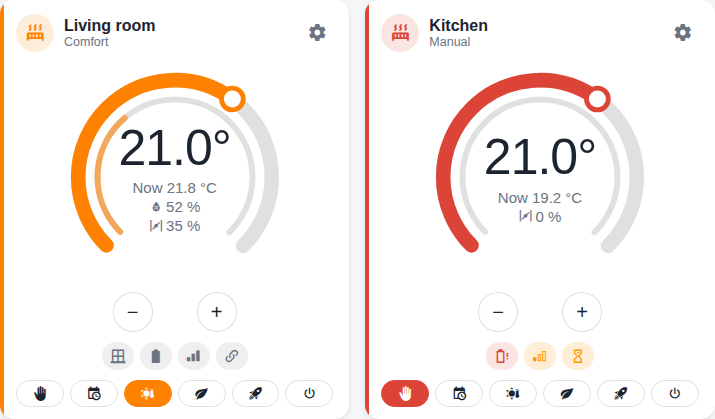 Living room
Comfort
21.0°
Now 21.8 °C
52 %
35 %
−
+
Kitchen
Manual
21.0°
Now 19.2 °C
0 %
−
+